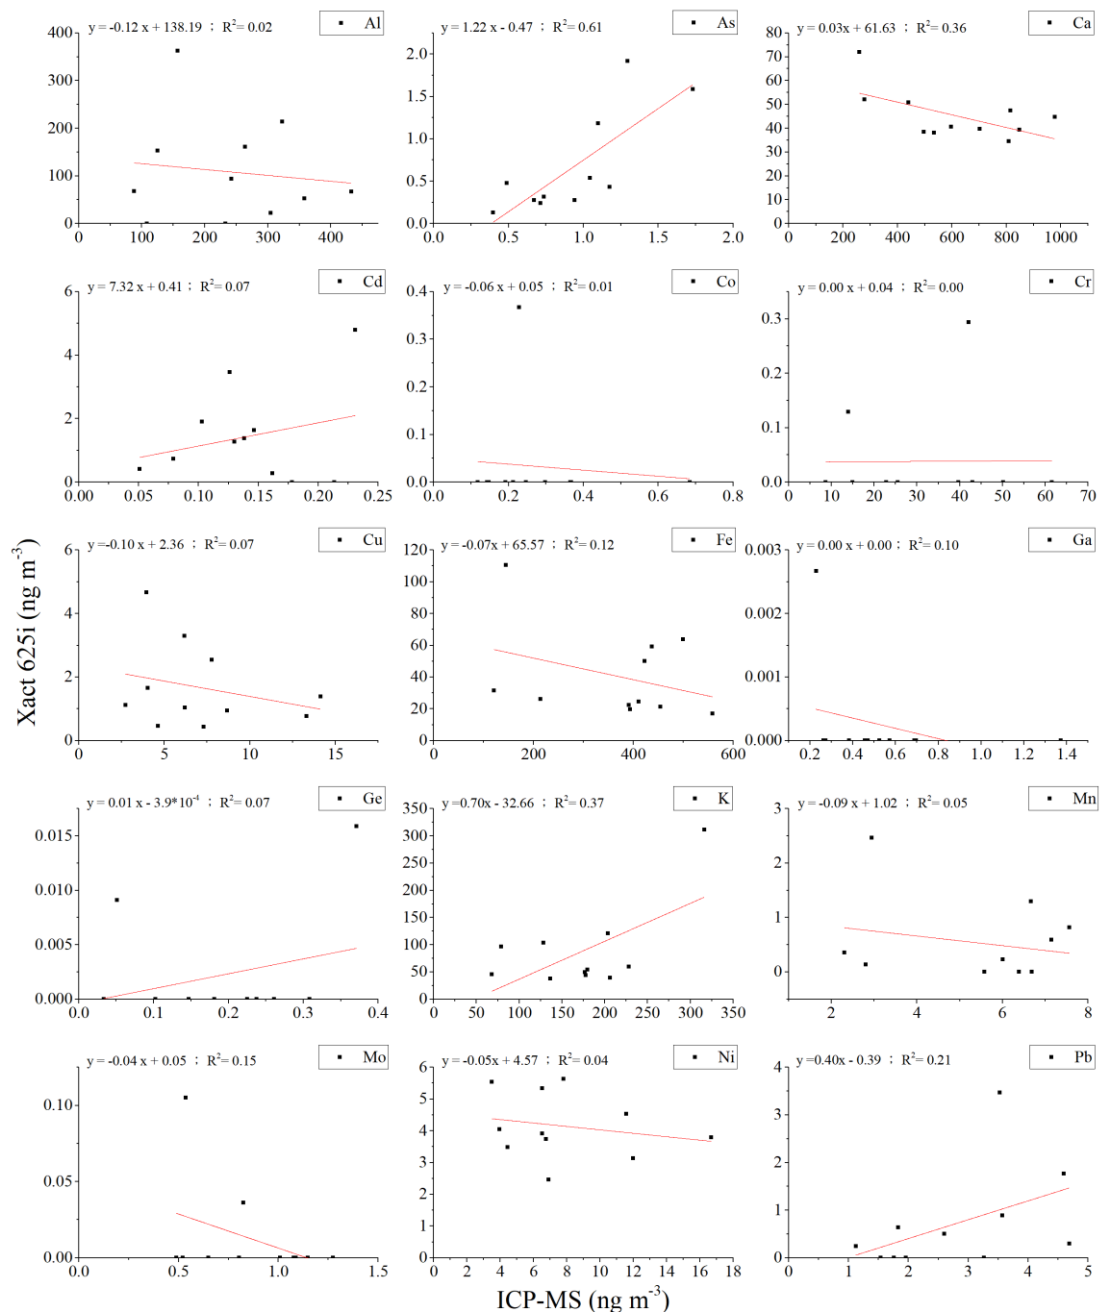 y = -0.12 x + 138.19 ; R²= 0.02 Al
400
300
200
100
0
0 100 200 300 400
y = 1.22 x - 0.47 ; R²= 0.61 As
2.0
1.5
1.0
0.5
0.0
0.0 0.5 1.0 1.5 2.0
y = 0.03x + 61.63 ; R²= 0.36 Ca
80
70
60
50
40
30
20
10
0
0 200 400 600 800 1000
y = 7.32 x + 0.41 ; R²= 0.07 Cd
6
4
2
0
0.00 0.05 0.10 0.15 0.20 0.25
y = -0.06 x + 0.05 ; R²= 0.01 Co
0.4
0.3
0.2
0.1
0.0
0.0 0.2 0.4 0.6 0.8
y = 0.00 x + 0.04 ; R²= 0.00 Cr
0.3
0.2
0.1
0.0
0 10 20 30 40 50 60 70
y =-0.10 x + 2.36 ; R²= 0.07 Cu
6
4
2
0
0 5 10 15
y = -0.07x + 65.57 ; R²= 0.12 Fe
120
100
80
60
40
20
0
0 200 400 600
y = 0.00 x + 0.00 ; R²= 0.10 Ga
0.003
0.002
0.001
0.000
0.2 0.4 0.6 0.8 1.0 1.2 1.4
Xact 625i (ng m⁻³)
y = 0.01 x - 3.9*10⁻⁴ ; R²= 0.07 Ge
0.015
0.010
0.005
0.000
0.0 0.1 0.2 0.3 0.4
y = 0.70x - 32.66 ; R²= 0.37 K
350
300
250
200
150
100
50
0
0 50 100 150 200 250 300 350
y = -0.09 x + 1.02 ; R²= 0.05 Mn
3
2
1
0
2 4 6 8
y = -0.04 x + 0.05 ; R²= 0.15 Mo
0.10
0.05
0.00
0.0 0.5 1.0 1.5
y = -0.05x + 4.57 ; R²= 0.04 Ni
6
5
4
3
2
1
0
0 2 4 6 8 10 12 14 16 18
y =0.40x - 0.39 ; R²= 0.21 Pb
4
3
2
1
0
0 1 2 3 4 5
ICP-MS (ng m⁻³)